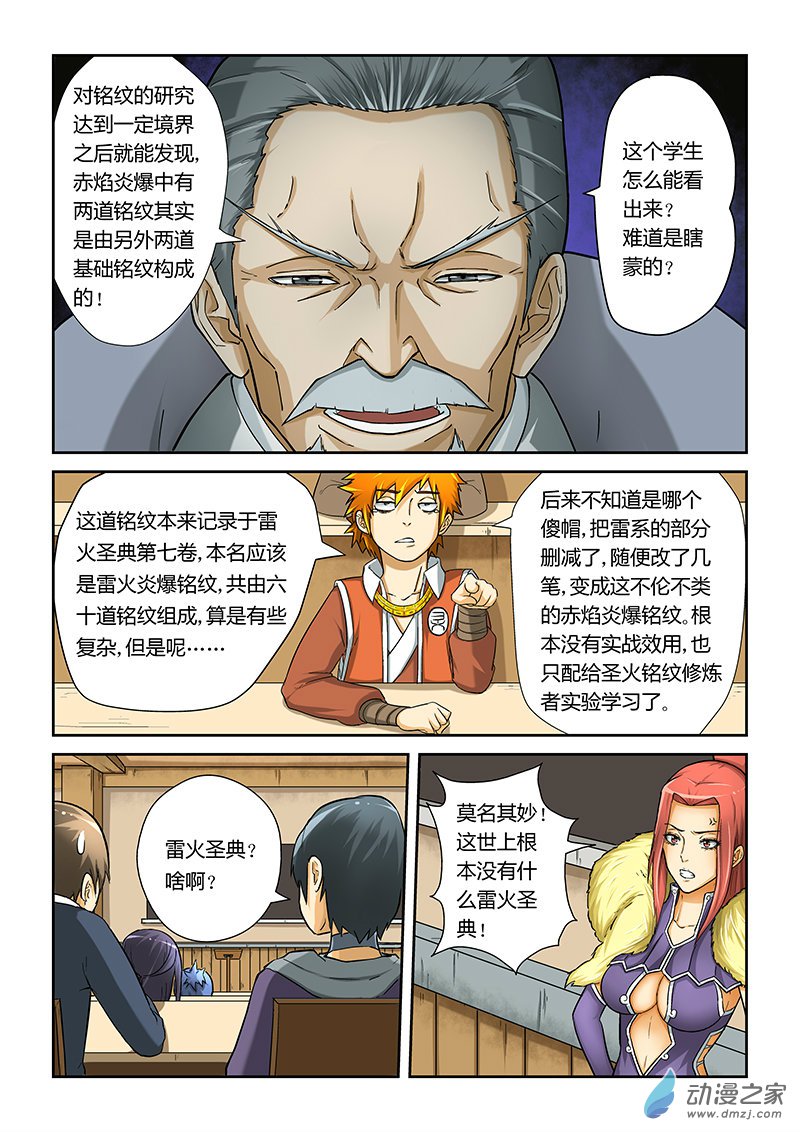 对铭纹的研究
达到一定境界
之后就能发现,
赤焰炎爆中有
两道铭纹其实
是由另外两道
基础铭纹构成
的!
这个学生
怎么能看
出来?
难道是瞎
蒙的?
这道铭纹本来记录于雷
火圣典第七卷,本名应该
是雷火炎爆铭纹,共由六
十道铭纹组成,算是有些
复杂,但是呢……
后来不知道是哪个
傻帽,把雷系的部分
删减了,随便改了几
笔,变成这不伦不类
的赤焰炎爆铭纹。根
本没有实战效用,也
只配给圣火铭纹修炼
者实验学习了。
雷火圣典?
啥啊?
莫名其妙!
这世上根
本没有什
么雷火圣
典!
动漫之家
www.dmzj.com